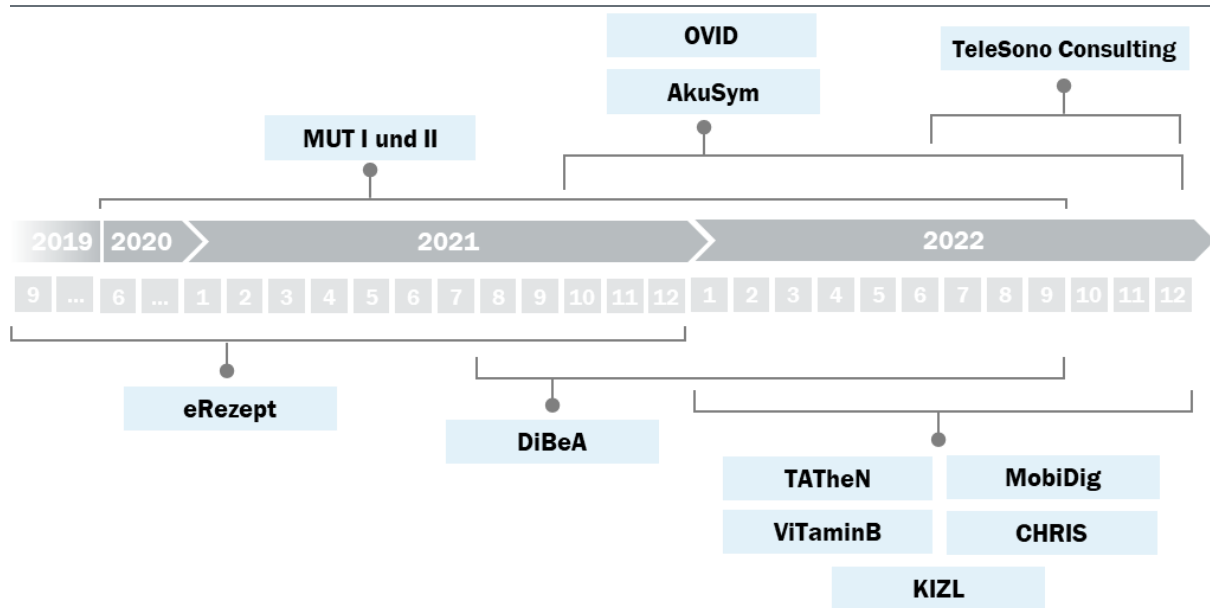 OVID
TeleSono Consulting
AkuSym
MUT I und II
2019 2020 2021 2022
9 ... 6 ... 1 2 3 4 5 6 7 8 9 10 11 12 1 2 3 4 5 6 7 8 9 10 11 12
eRezept
DiBeA
TATheN MobiDig
ViTaminB CHRIS
KIZL